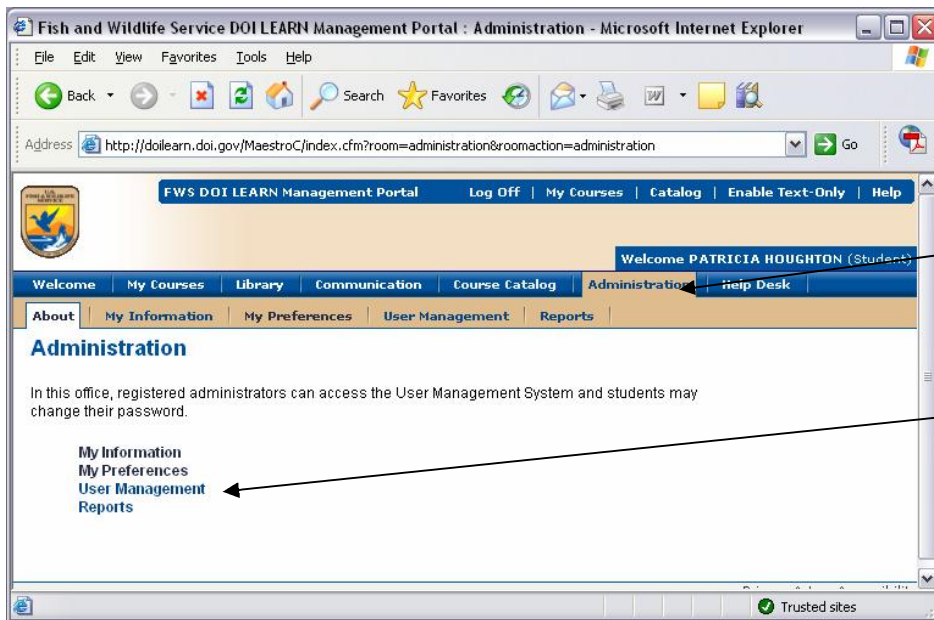 Fish and Wildlife Service DOI LEARN Management Portal : Administration - Microsoft Internet Explorer
File Edit View Favorites Tools Help
Back Search Favorites
Address http://doilearn.doi.gov/MaestroC/index.cfm?room=administration&roomaction=administration Go
FWS DOI LEARN Management Portal Log Off | My Courses | Catalog | Enable Text-Only | Help
Welcome PATRICIA HOUGHTON (Student)
Welcome My Courses Library Communication Course Catalog Administration Help Desk
About My Information My Preferences User Management Reports
Administration
In this office, registered administrators can access the User Management System and students may
change their password.
My Information
My Preferences
User Management
Reports
Trusted sites